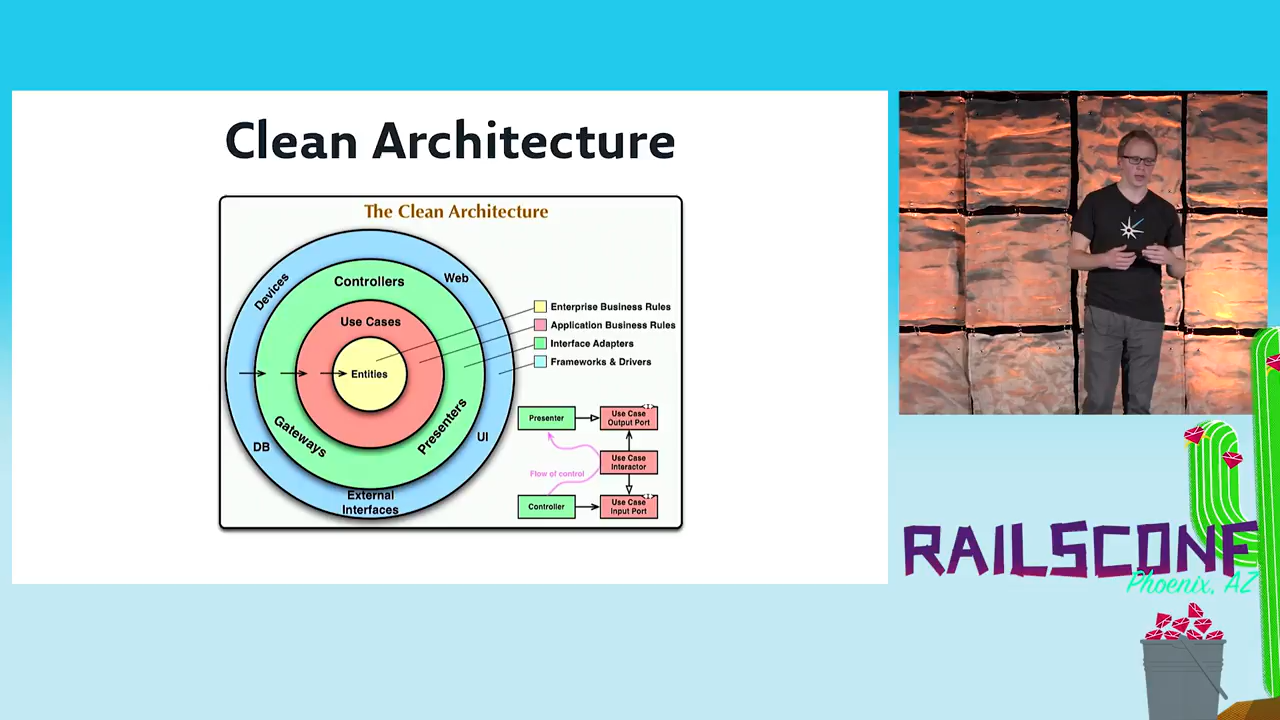 Clean Architecture
The Clean Architecture
Devices
Controllers
Web
Use Cases
Entities
Gateways
Presenters
DB
UI
External
Interfaces
Enterprise Business Rules
Application Business Rules
Interface Adapters
Frameworks & Drivers
Presenter
Use Case
Output Port
<I>
Flow of control
Use Case
Interactor
Controller
Use Case
Input Port
<I>
RAILSCONF
Phoenix, AZ